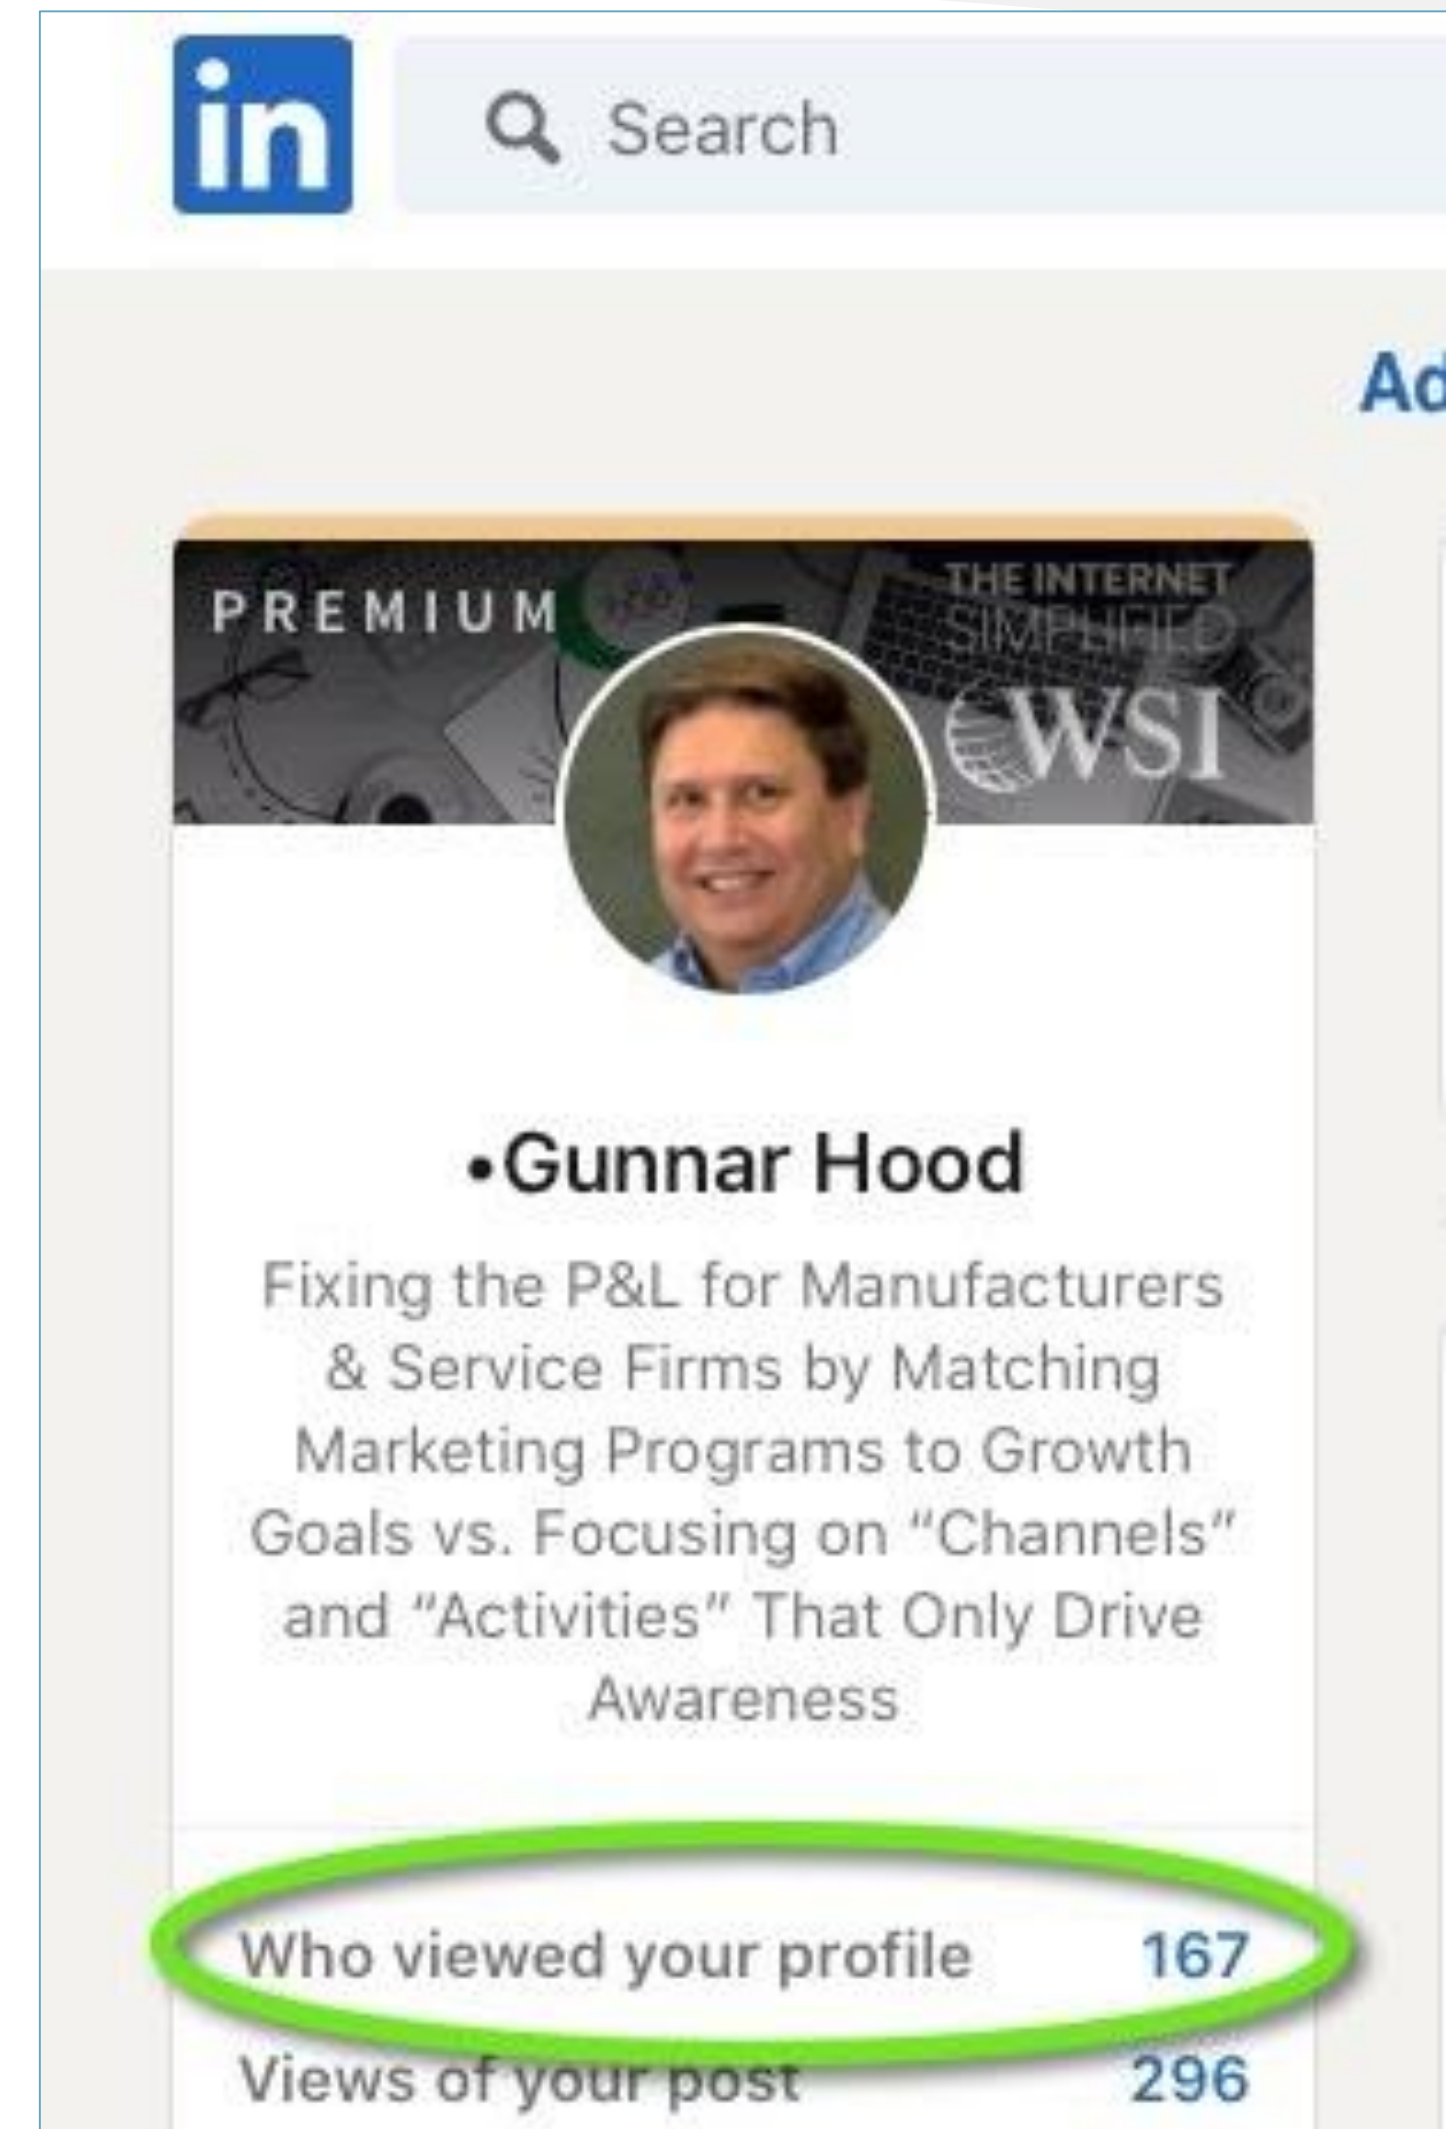 in
Search
Ad
PREMIUM
THE INTERNET
SIMPLIFIED
WSI
•Gunnar Hood
Fixing the P&L for Manufacturers
& Service Firms by Matching
Marketing Programs to Growth
Goals vs. Focusing on “Channels”
and “Activities” That Only Drive
Awareness
Who viewed your profile 167
Views of your post 296